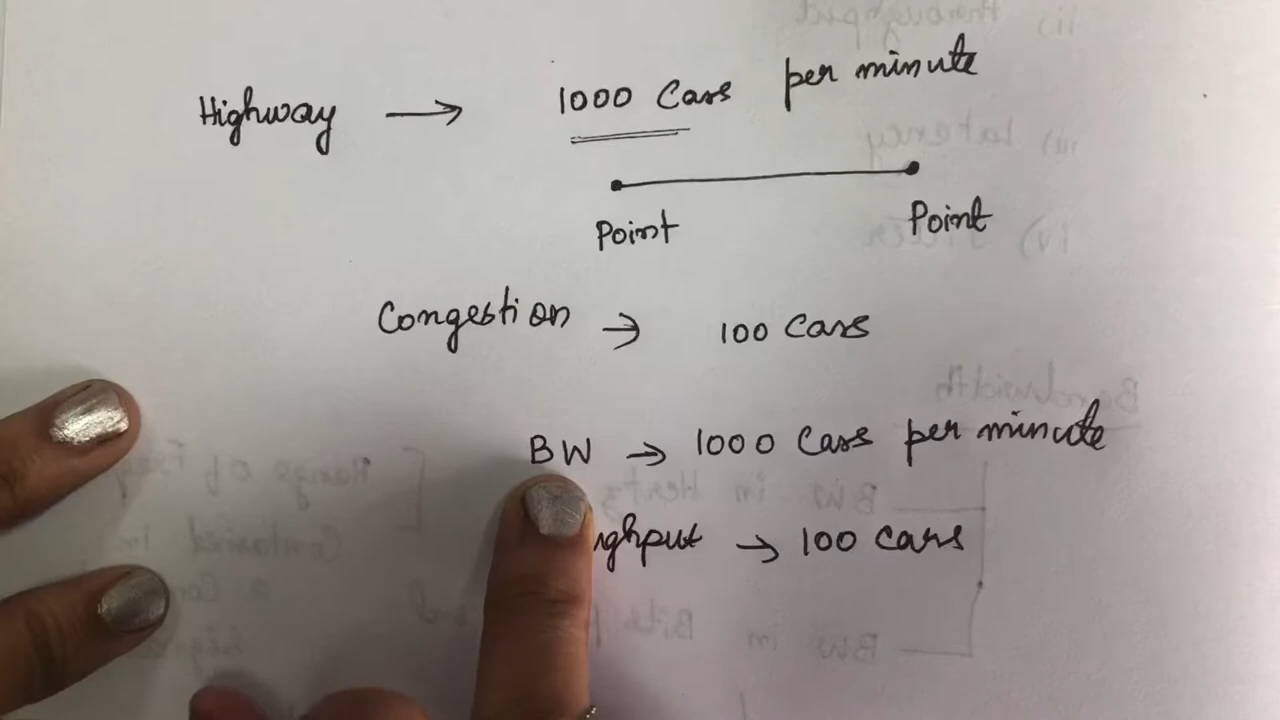 Highway → 1000 Cars per minute
Point Point
Congestion → 100 Cars
BW → 1000 Cars per minute
ghput → 100 cars